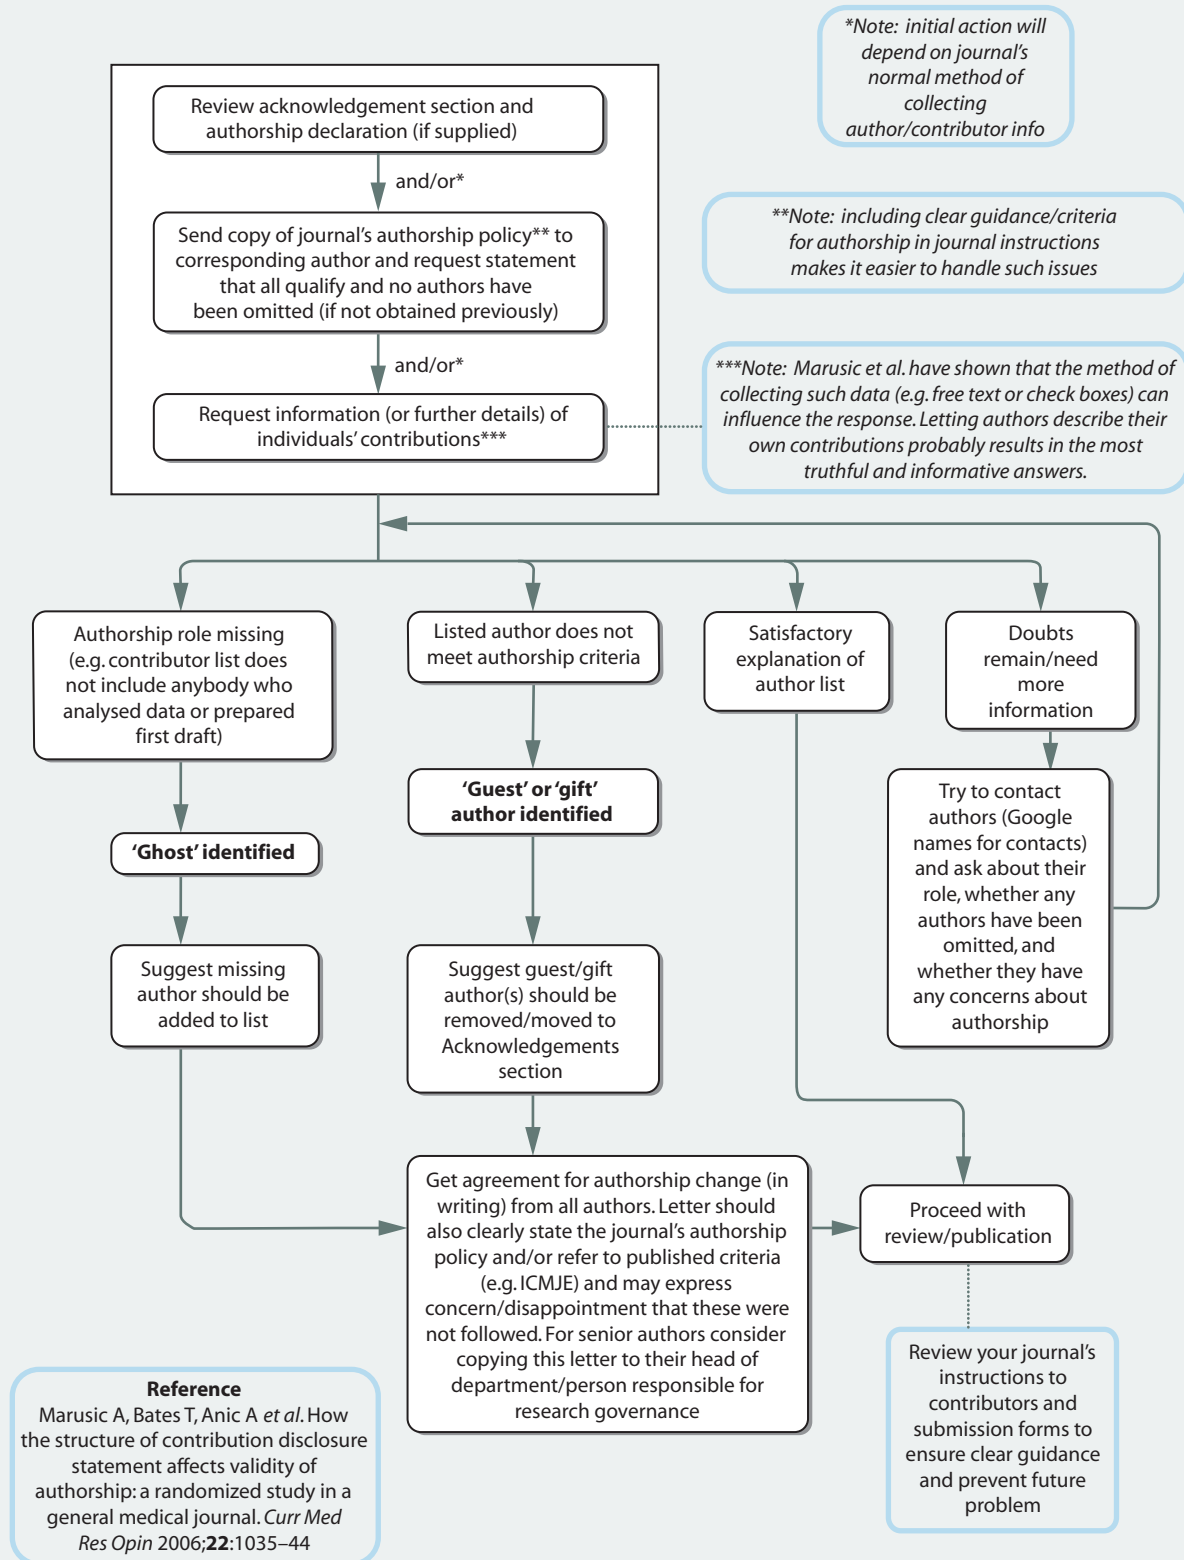 *Note: initial action will
depend on journal's
normal method of
collecting
author/contributor info
Review acknowledgement section and
authorship declaration (if supplied)
and/or*
Send copy of journal's authorship policy** to
corresponding author and request statement
that all qualify and no authors have
been omitted (if not obtained previously)
**Note: including clear guidance/criteria
for authorship in journal instructions
makes it easier to handle such issues
and/or*
Request information (or further details) of
individuals' contributions***
***Note: Marusic et al. have shown that the method of
collecting such data (e.g. free text or check boxes) can
influence the response. Letting authors describe their
own contributions probably results in the most
truthful and informative answers.
Authorship role missing
(e.g. contributor list does
not include anybody who
analysed data or prepared
first draft)
Listed author does not
meet authorship criteria
Satisfactory
explanation of
author list
Doubts
remain/need
more
information
'Ghost' identified
'Guest' or 'gift'
author identified
Try to contact
authors (Google
names for contacts)
and ask about their
role, whether any
authors have been
omitted, and
whether they have
any concerns about
authorship
Suggest missing
author should be
added to list
Suggest guest/gift
author(s) should be
removed/moved to
Acknowledgements
section
Get agreement for authorship change (in
writing) from all authors. Letter should
also clearly state the journal's authorship
policy and/or refer to published criteria
(e.g. ICMJE) and may express
concern/disappointment that these were
not followed. For senior authors consider
copying this letter to their head of
department/person responsible for
research governance
Proceed with
review/publication
Review your journal's
instructions to
contributors and
submission forms to
ensure clear guidance
and prevent future
problem
Reference
Marusic A, Bates T, Anic A et al. How
the structure of contribution disclosure
statement affects validity of
authorship: a randomized study in a
general medical journal. Curr Med
Res Opin 2006;22:1035–44